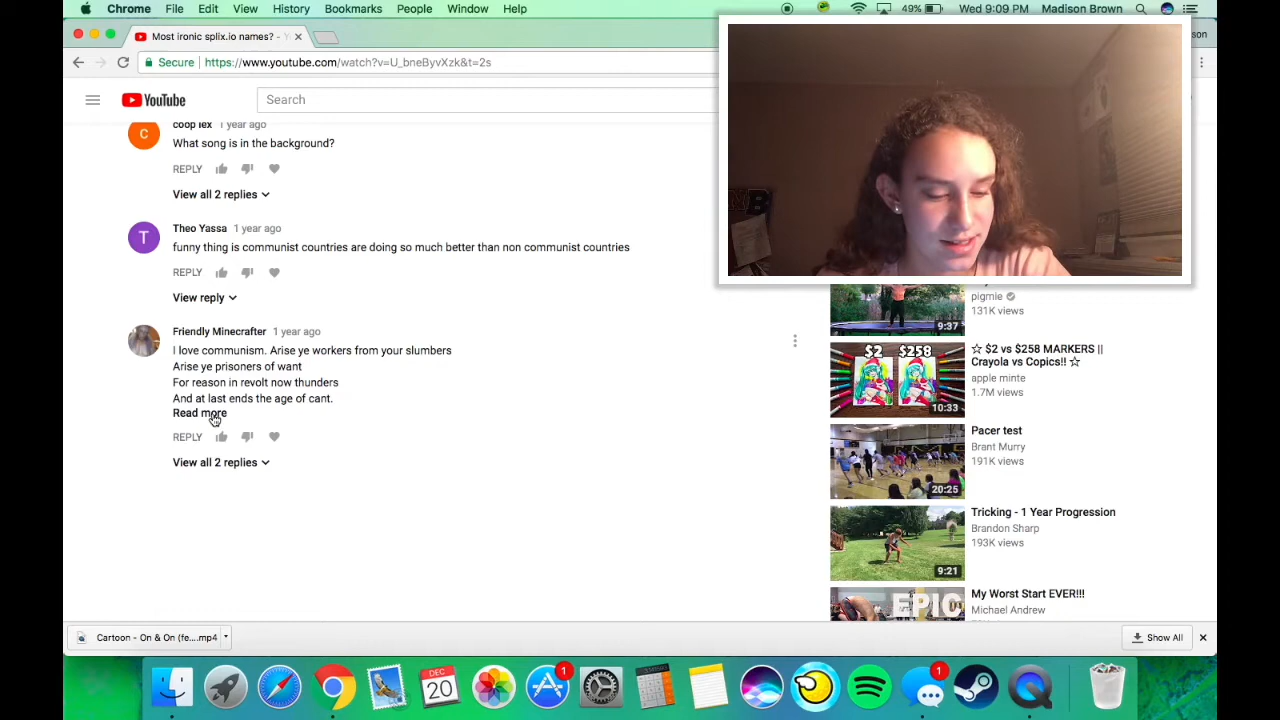 Chrome File Edit View History Bookmarks People Window Help
49% Wed 9:09 PM Madison Brown
Most ironic splix.io names? - Y
son
Secure https://www.youtube.com/watch?v=U_bneByvXzk&t=2s
YouTube
Search
coop lex 1 year ago
What song is in the background?
REPLY
View all 2 replies
T
Theo Yassa 1 year ago
funny thing is communist countries are doing so much better than non communist countries
REPLY
View reply
Friendly Minecrafter 1 year ago
I love communism. Arise ye workers from your slumbers
Arise ye prisoners of want
For reason in revolt now thunders
And at last ends the age of cant.
Read more
REPLY
View all 2 replies
C
pigmie
131K views
9:37
$2 $258
☆ $2 vs $258 MARKERS ||
Crayola vs Copics!! ☆
apple minte
1.7M views
10:33
Pacer test
Brant Murry
191K views
20:25
Tricking - 1 Year Progression
Brandon Sharp
193K views
9:21
EPIC
My Worst Start EVER!!!
Michael Andrew
Cartoon - On & On (fe....mp4
Show All
DEC
20
1
1